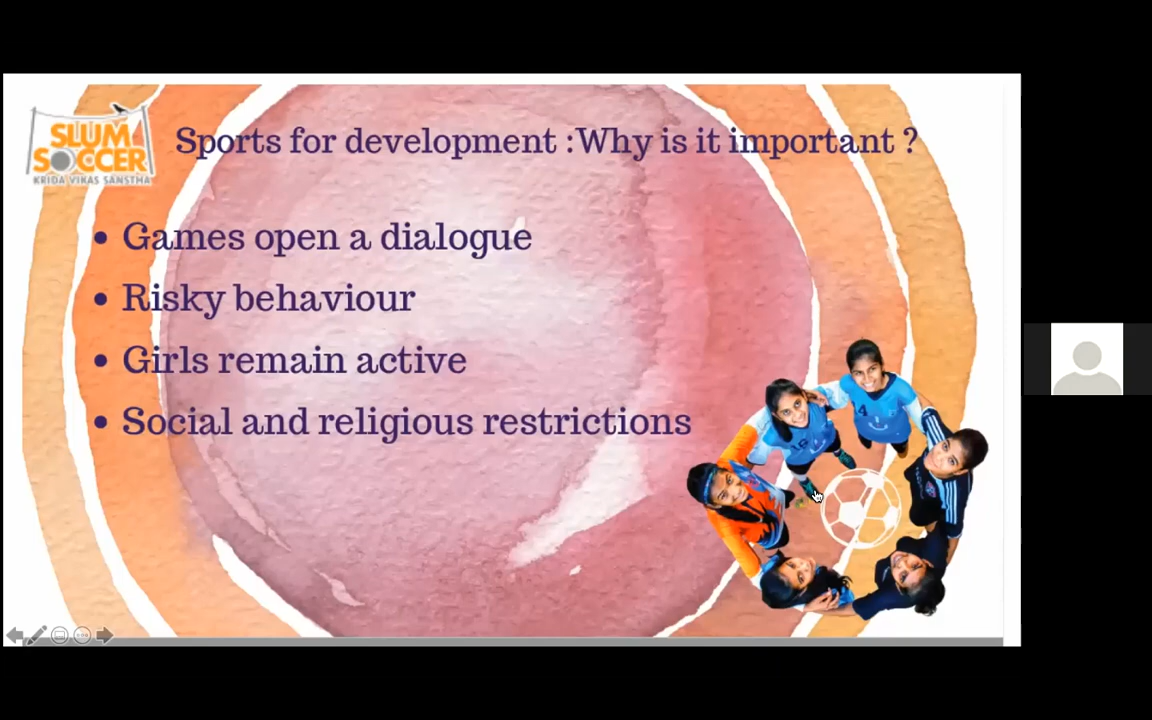 SLUM
SOCCER
KRIDA VIKAS SANSTHA
Sports for development :Why is it important ?
• Games open a dialogue
• Risky behaviour
• Girls remain active
• Social and religious restrictions
4